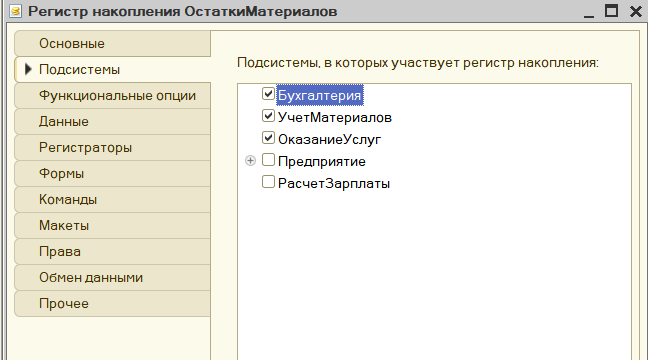 Регистр накопления ОстаткиМатериалов
Основные
Подсистемы
Функциональные опции
Данные
Регистраторы
Формы
Команды
Макеты
Права
Обмен данными
Прочее
Подсистемы, в которых участвует регистр накопления:
Бухгалтерия
УчетМатериалов
ОказаниеУслуг
Предприятие
РасчетЗарплаты